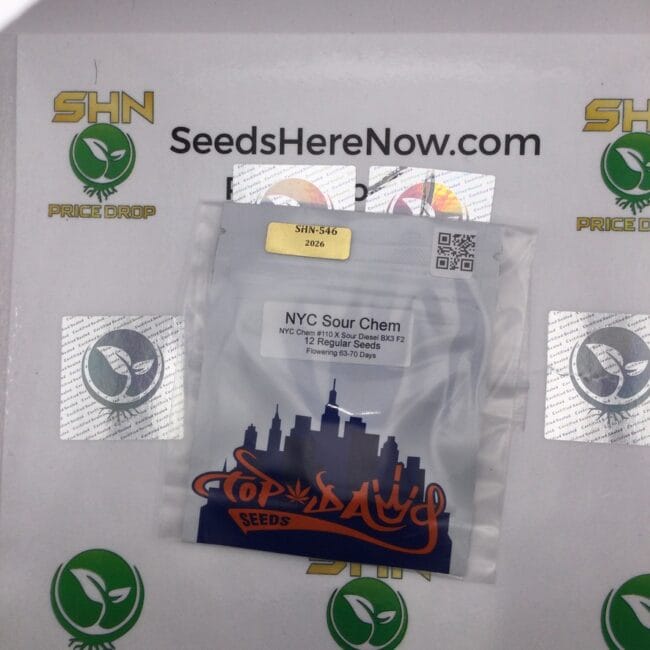 SHN
PRICE DROP
SeedsHereNow.com
SHN
PRICE DROP
SHN-546
2026
NYC Sour Chem
NYC Chem #110 X Sour Diesel BX3 F2
12 Regular Seeds
Flowering 63-70 Days
TOP DAWG
SEEDS
SHN